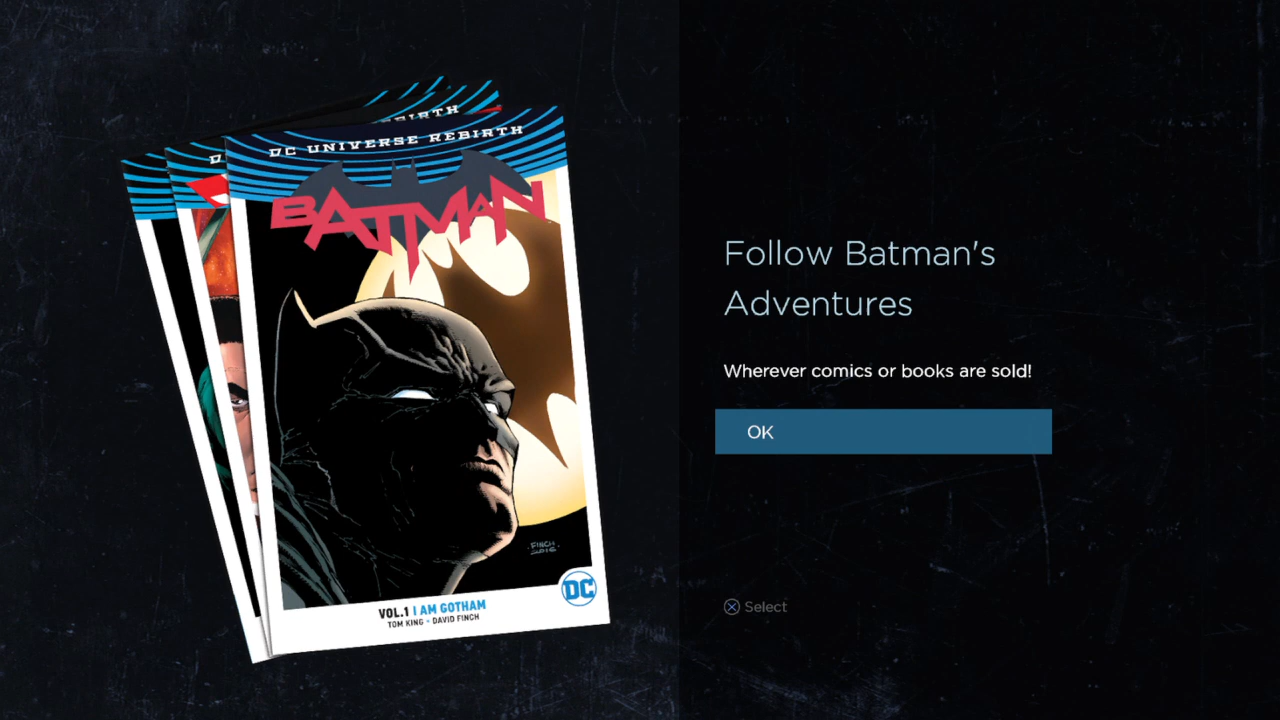 DC UNIVERSE REBIRTH
BATMAN
FINCH
2016
DC
VOL.1 I AM GOTHAM
TOM KING • DAVID FINCH
Follow Batman's
Adventures
Wherever comics or books are sold!
OK
Select